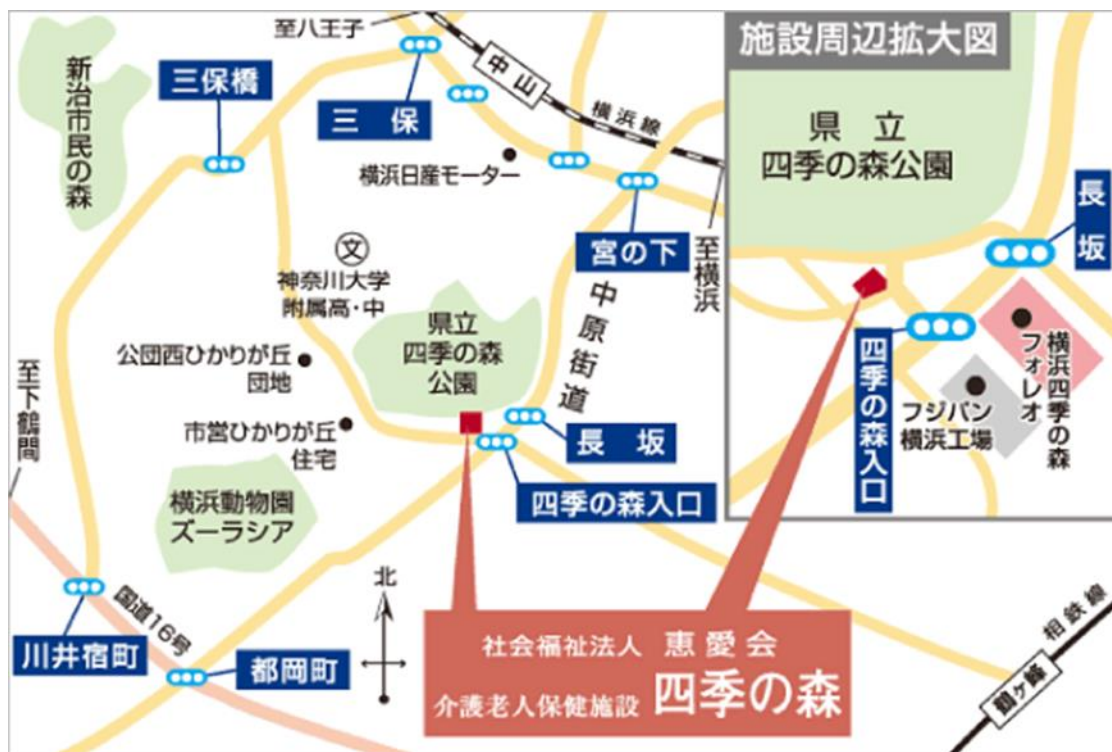 至八王子
新治市民の森
三保橋
三 保
中山
横浜線
横浜日産モーター
宮の下
至横浜
文
神奈川大学
附属高・中
中原街道
県立
四季の森
公園
公団西ひかりが丘
団地
市営ひかりが丘
住宅
至下鶴間
長 坂
四季の森入口
横浜動物園
ズーラシア
国道16号
北
川井宿町
都岡町
社会福祉法人 惠愛会
介護老人保健施設 四季の森
相鉄線
鶴ヶ峰
施設周辺拡大図
県 立
四季の森公園
長坂
四季の森入口
横浜四季の森
フォレオ
フジパン
横浜工場